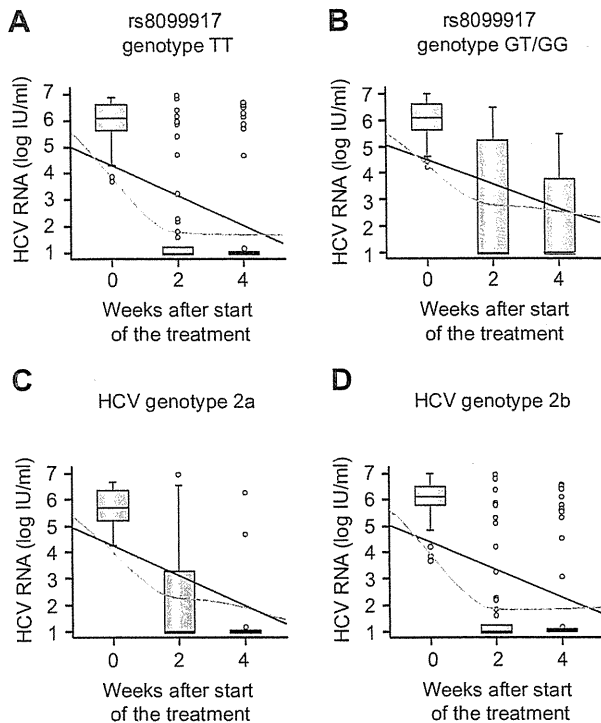 A
rs8099917
genotype TT
HCV RNA (log IU/ml)
7
6
5
4
3
2
1
0 2 4
Weeks after start
of the treatment
B
rs8099917
genotype GT/GG
HCV RNA (log IU/ml)
7
6
5
4
3
2
1
0 2 4
Weeks after start
of the treatment
C
HCV genotype 2a
HCV RNA (log IU/ml)
7
6
5
4
3
2
1
0 2 4
Weeks after start
of the treatment
D
HCV genotype 2b
HCV RNA (log IU/ml)
7
6
5
4
3
2
1
0 2 4
Weeks after start
of the treatment